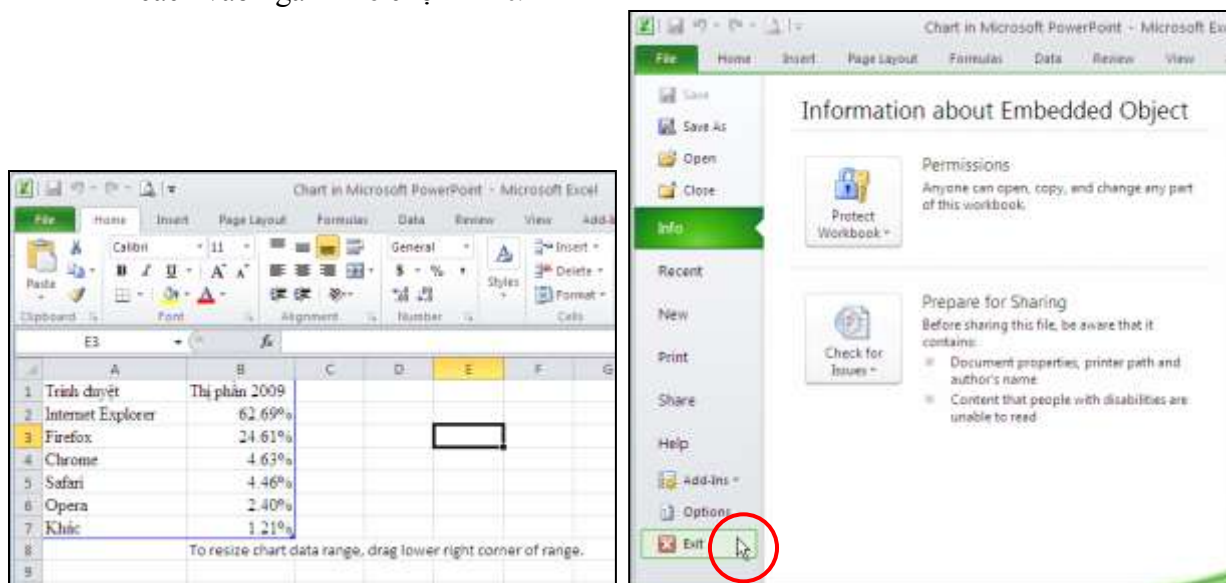 Chart in Microsoft PowerPoint - Microsoft Excel
File Home Insert Page Layout Formulas Data Review View
Calibri 11 General Insert
Paste B I U A A $ % Styles Delete
Format
Clipboard Font Alignment Number Cells
E3 fx
A B C D E F G
1 Trình duyệt Thị phần 2009
2 Internet Explorer 62.69%
3 Firefox 24.61%
4 Chrome 4.63%
5 Safari 4.46%
6 Opera 2.40%
7 Khác 1.21%
8 To resize chart data range, drag lower right corner of range.
9
Chart in Microsoft PowerPoint - Microsoft
File Home Insert Page Layout Formulas Data Review View
Save
Save As
Open
Close
Info
Recent
New
Print
Share
Help
Add-Ins
Options
Exit
Information about Embedded Object
Protect
Workbook
Permissions
Anyone can open, copy, and change any part
of this workbook.
Check for
Issues
Prepare for Sharing
Before sharing this file, be aware that it
contains:
Document properties, printer path and
author's name
Content that people with disabilities are
unable to read